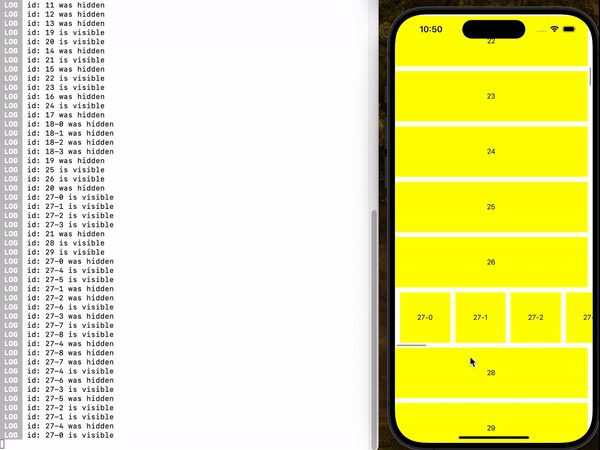 LOG id: 11 was hidden
LOG id: 12 was hidden
LOG id: 13 was hidden
LOG id: 19 is visible
LOG id: 20 is visible
LOG id: 14 was hidden
LOG id: 21 is visible
LOG id: 15 was hidden
LOG id: 22 is visible
LOG id: 23 is visible
LOG id: 16 was hidden
LOG id: 24 is visible
LOG id: 17 was hidden
LOG id: 18-0 was hidden
LOG id: 18-1 was hidden
LOG id: 18-2 was hidden
LOG id: 18-3 was hidden
LOG id: 19 was hidden
LOG id: 25 is visible
LOG id: 26 is visible
LOG id: 20 was hidden
LOG id: 27-0 is visible
LOG id: 27-1 is visible
LOG id: 27-2 is visible
LOG id: 27-3 is visible
LOG id: 21 was hidden
LOG id: 28 is visible
LOG id: 29 is visible
LOG id: 27-0 was hidden
LOG id: 27-4 is visible
LOG id: 27-5 is visible
LOG id: 27-1 was hidden
LOG id: 27-2 was hidden
LOG id: 27-6 is visible
LOG id: 27-3 was hidden
LOG id: 27-7 is visible
LOG id: 27-8 is visible
LOG id: 27-4 was hidden
LOG id: 27-8 was hidden
LOG id: 27-7 was hidden
LOG id: 27-4 is visible
LOG id: 27-6 was hidden
LOG id: 27-3 is visible
LOG id: 27-5 was hidden
LOG id: 27-2 is visible
LOG id: 27-1 is visible
LOG id: 27-4 was hidden
LOG id: 27-0 is visible
10:50
22
23
24
25
26
27-0 27-1 27-2 27-
28
29